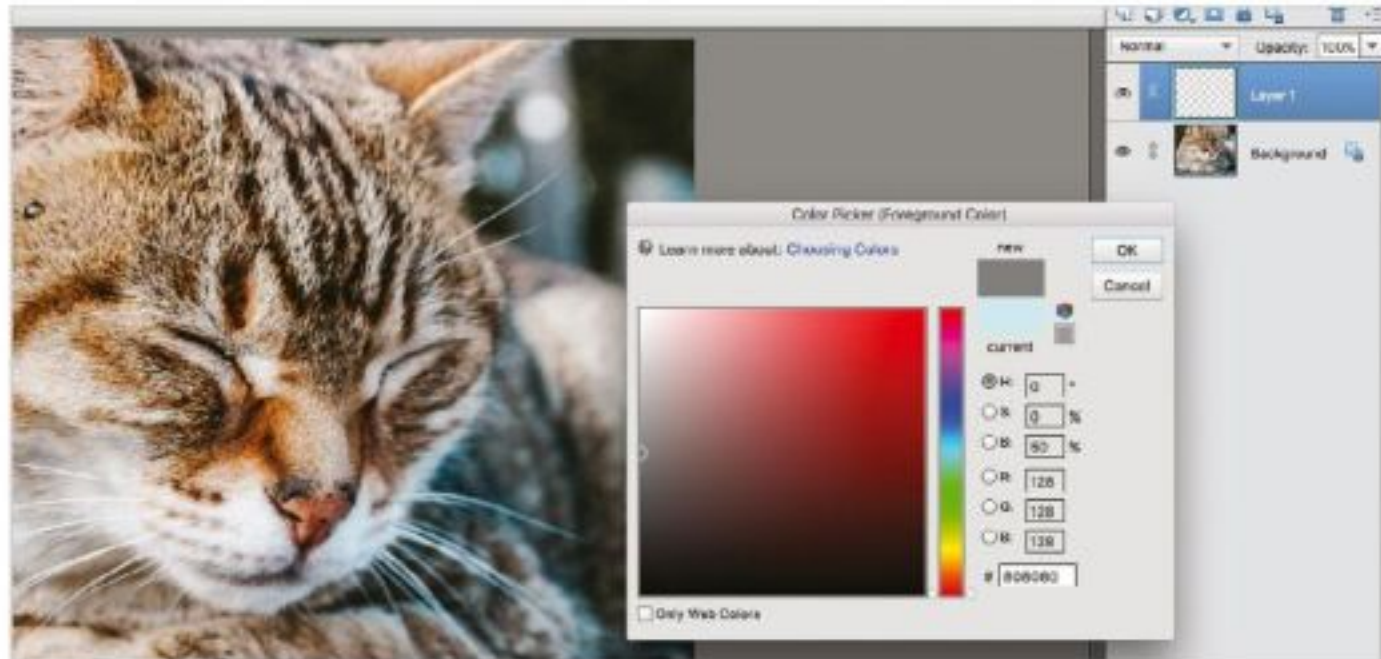 Normal Opacity: 100%
Layer 1
Background
Color Picker (Foreground Color)
Learn more about: Choosing Colors
new
OK
Cancel
current
H: 0 °
S: 0 %
B: 50 %
R: 128
G: 128
B: 128
# 808080
Only Web Colors